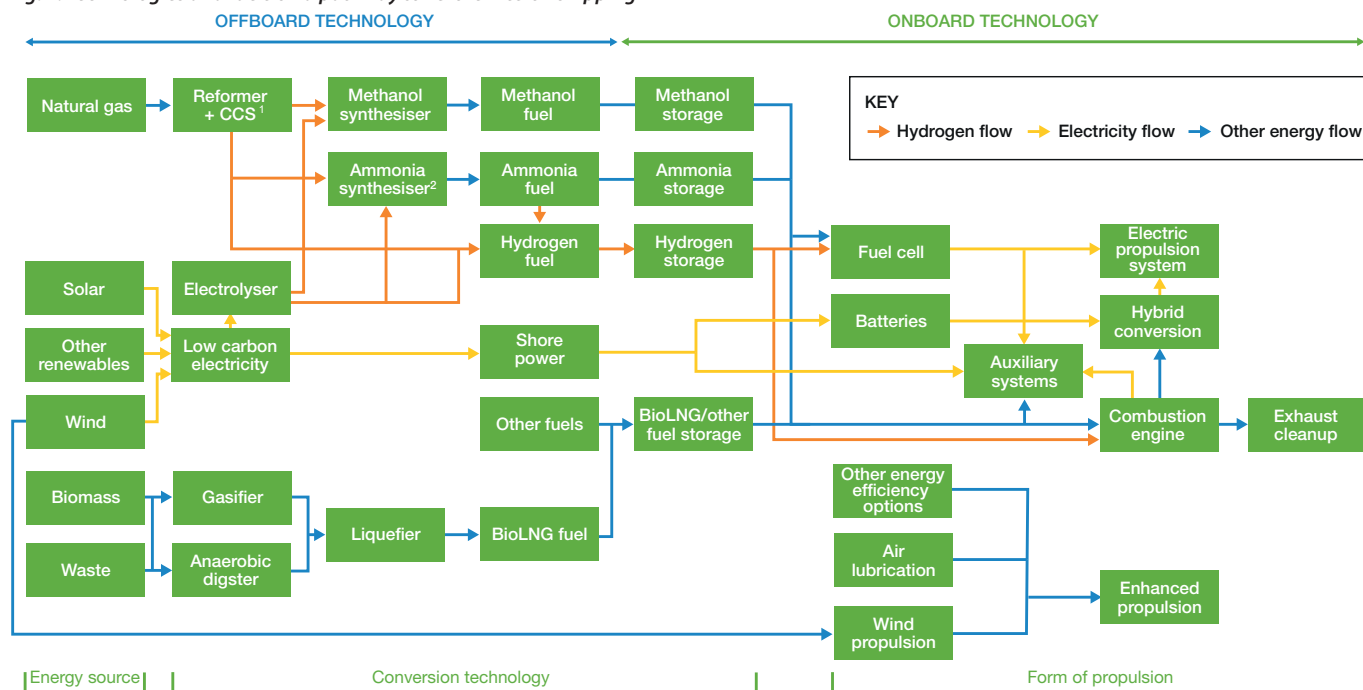 OFFBOARD TECHNOLOGY
ONBOARD TECHNOLOGY
Natural gas
Reformer
+ CCS 1
Methanol
synthesiser
Methanol
fuel
Methanol
storage
KEY
Hydrogen flow
Electricity flow
Other energy flow
Ammonia
synthesiser2
Ammonia
fuel
Ammonia
storage
Hydrogen
fuel
Hydrogen
storage
Fuel cell
Electric
propulsion
system
Solar
Electrolyser
Batteries
Hybrid
conversion
Other
renewables
Low carbon
electricity
Shore
power
Auxiliary
systems
Wind
Other fuels
BioLNG/other
fuel storage
Combustion
engine
Exhaust
cleanup
Biomass
Gasifier
Other energy
efficiency
options
Liquefier
BioLNG fuel
Waste
Anaerobic
digster
Air
lubrication
Enhanced
propulsion
Wind
propulsion
Energy source
Conversion technology
Form of propulsion